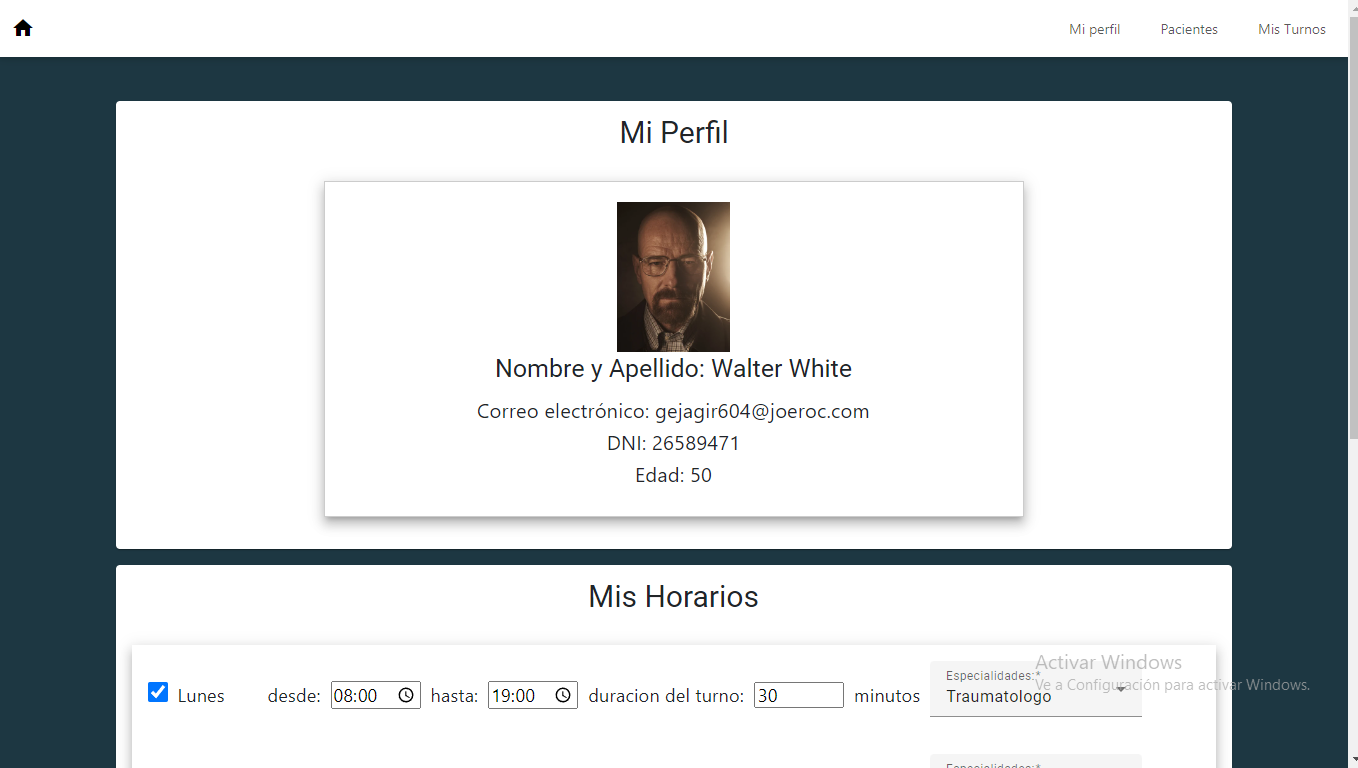 Mi perfil Pacientes Mis Turnos
Mi Perfil
Nombre y Apellido: Walter White
Correo electrónico: gejagir604@joeroc.com
DNI: 26589471
Edad: 50
Mis Horarios
Lunes desde: 08:00 hasta: 19:00 duracion del turno: 30 minutos
Especialidades:*
Traumatologo
Activar Windows
Ve a Configuración para activar Windows.
Especialidades:*